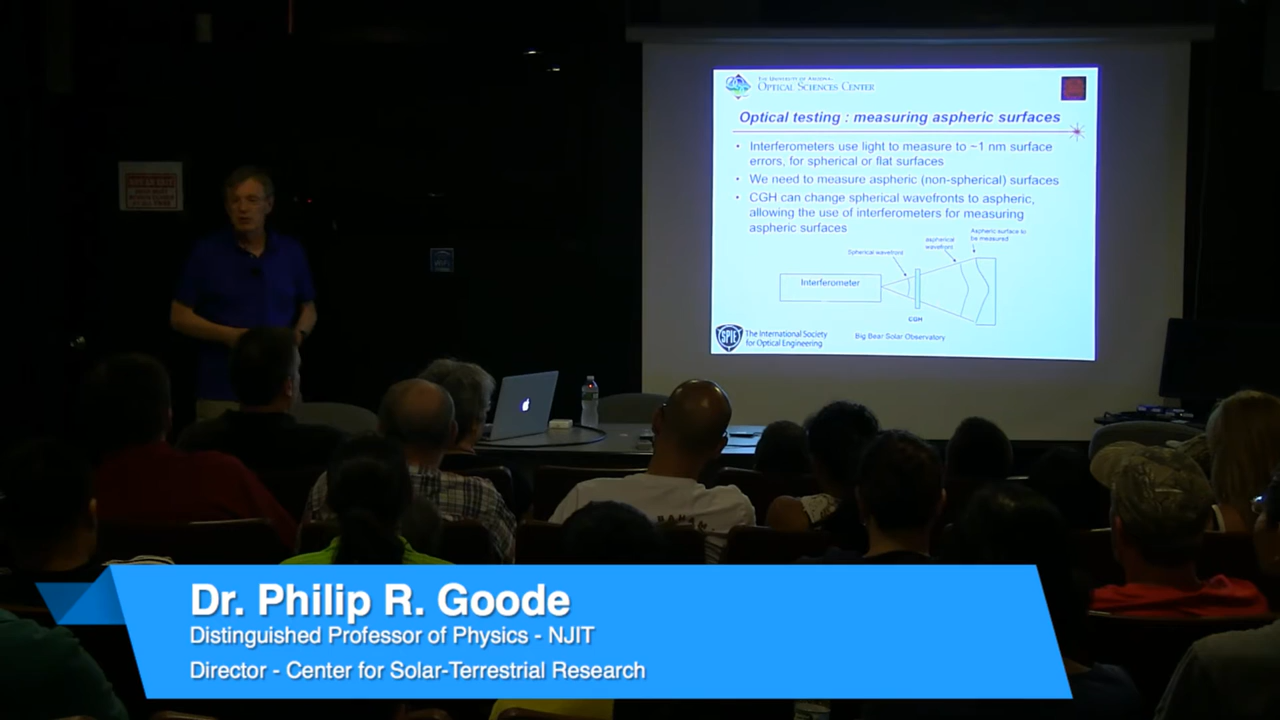 THE UNIVERSITY OF ARIZONA
OPTICAL SCIENCES CENTER
Optical testing : measuring aspheric surfaces
• Interferometers use light to measure to ~1 nm surface
errors, for spherical or flat surfaces
• We need to measure aspheric (non-spherical) surfaces
• CGH can change spherical wavefronts to aspheric,
allowing the use of interferometers for measuring
aspheric surfaces
Aspheric surface to
be measured
aspherical
wavefront
Spherical wavefront
Interferometer
CGH
SPIE
The International Society
for Optical Engineering
Big Bear Solar Observatory
Dr. Philip R. Goode
Distinguished Professor of Physics - NJIT
Director - Center for Solar-Terrestrial Research